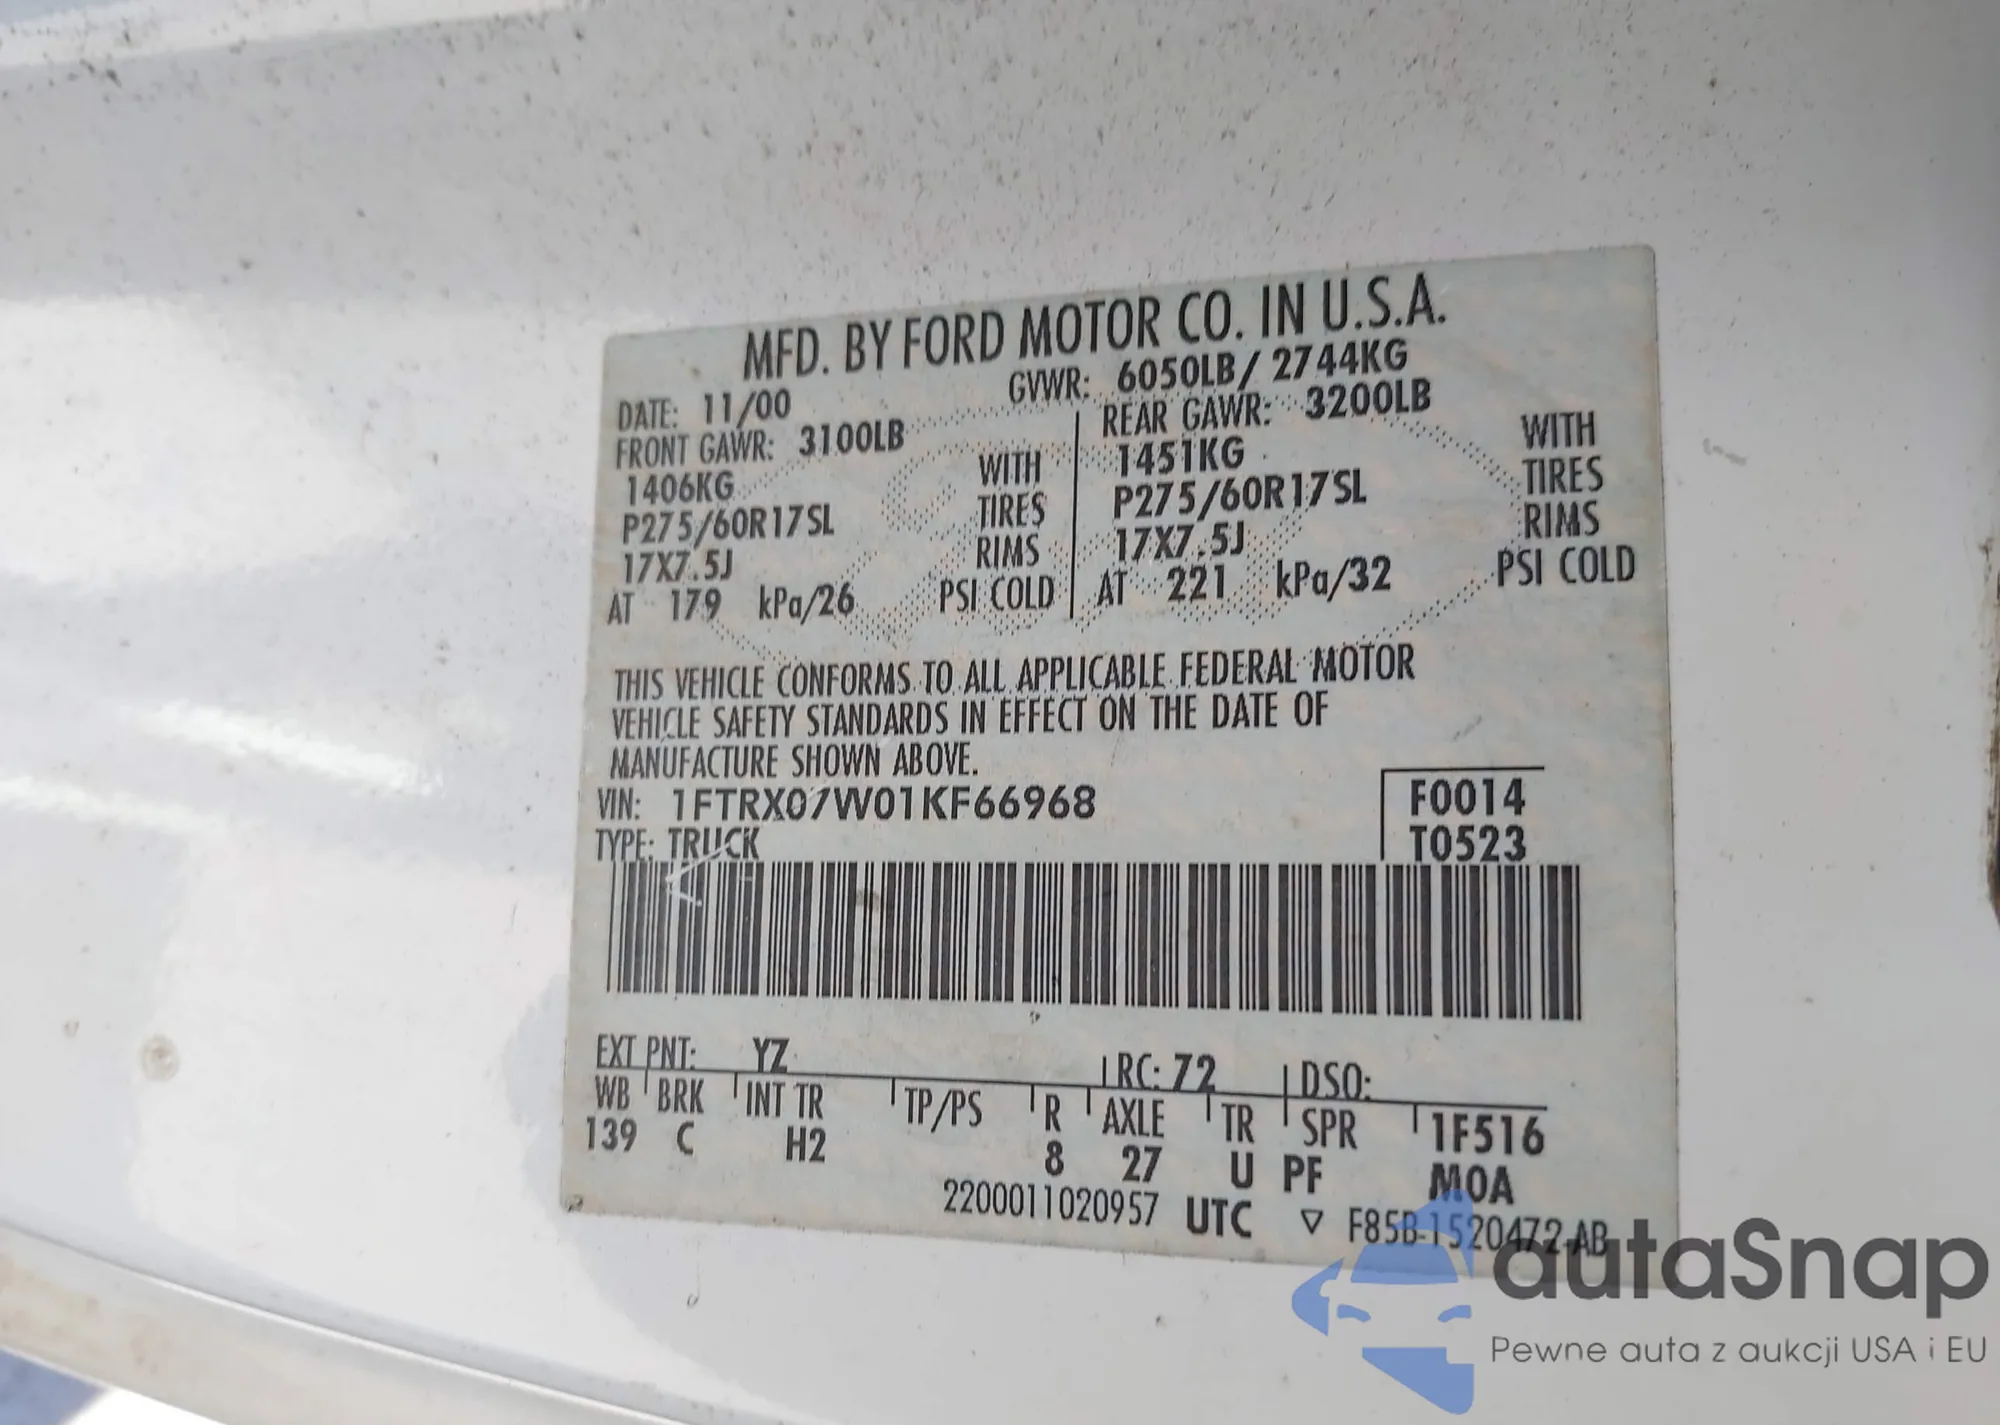 MFD. BY FORD MOTOR CO. IN U.S.A.
DATE: 11/00 GVWR: 6050LB/ 2744KG
FRONT GAWR: 3100LB REAR GAWR: 3200LB
1406KG WITH 1451KG WITH
P275/60R17SL TIRES P275/60R17SL TIRES
17X7.5J RIMS 17X7.5J RIMS
AT 179 kPa/26 PSI COLD AT 221 kPa/32 PSI COLD
THIS VEHICLE CONFORMS TO ALL APPLICABLE FEDERAL MOTOR
VEHICLE SAFETY STANDARDS IN EFFECT ON THE DATE OF
MANUFACTURE SHOWN ABOVE.
VIN: 1FTRX07W01KF66968 F0014
TYPE: TRUCK T0523
EXT PNT: YZ RC: 72 DSO:
WB BRK INT TR TP/PS R AXLE TR SPR 1F516
139 C H2 8 27 U PF M0A
2200011020957 UTC ▽ F85B-1520472-AB
autaSnap
Pewne auta z aukcji USA i EU